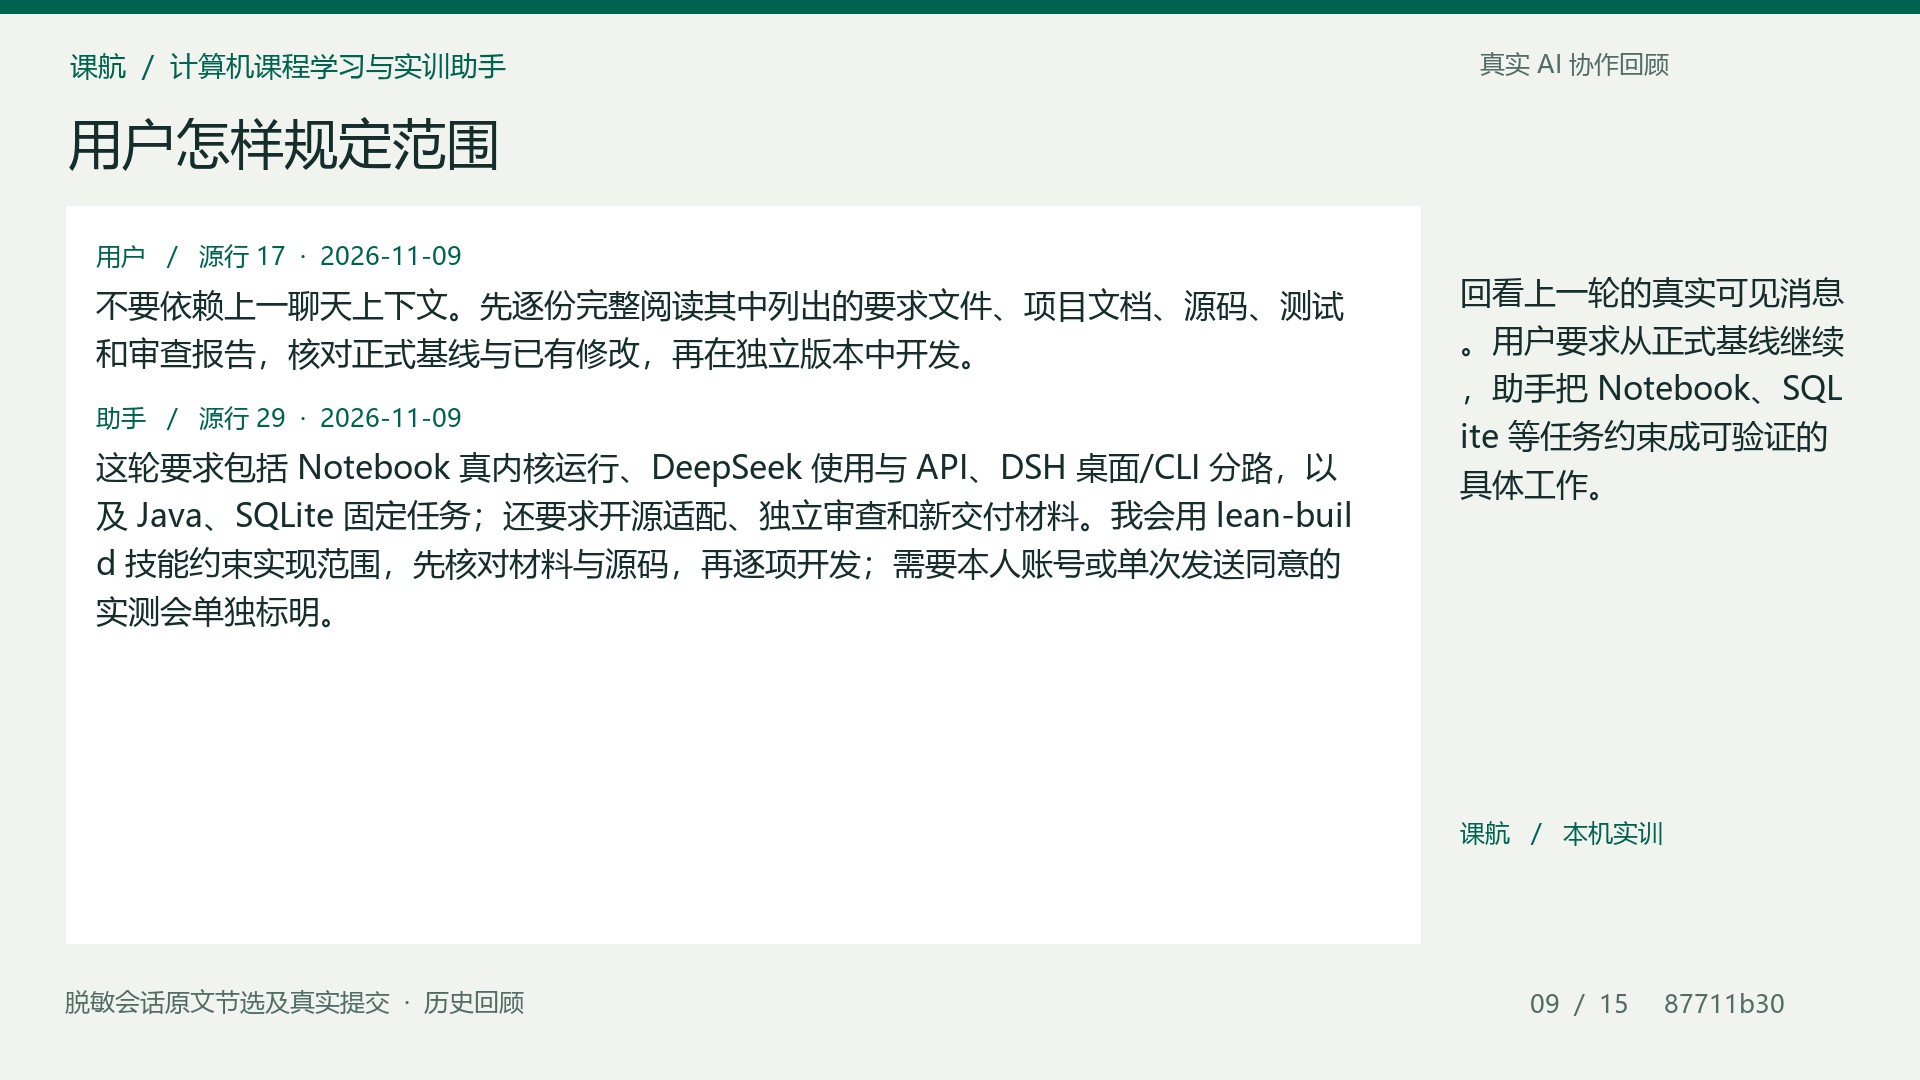 课航 / 计算机课程学习与实训助手
真实 AI 协作回顾
用户怎样规定范围
用户 / 源行 17 · 2026-11-09
不要依赖上一聊天上下文。先逐份完整阅读其中列出的要求文件、项目文档、源码、测试
和审查报告，核对正式基线与已有修改，再在独立版本中开发。
助手 / 源行 29 · 2026-11-09
这轮要求包括 Notebook 真内核运行、DeepSeek 使用与 API、DSH 桌面/CLI 分路，以
及 Java、SQLite 固定任务；还要求开源适配、独立审查和新交付材料。我会用 lean-buil
d 技能约束实现范围，先核对材料与源码，再逐项开发；需要本人账号或单次发送同意的
实测会单独标明。
回看上一轮的真实可见消息
。用户要求从正式基线继续
，助手把 Notebook、SQL
ite 等任务约束成可验证的
具体工作。
课航 / 本机实训
脱敏会话原文节选及真实提交 · 历史回顾
09 / 15 87711b30